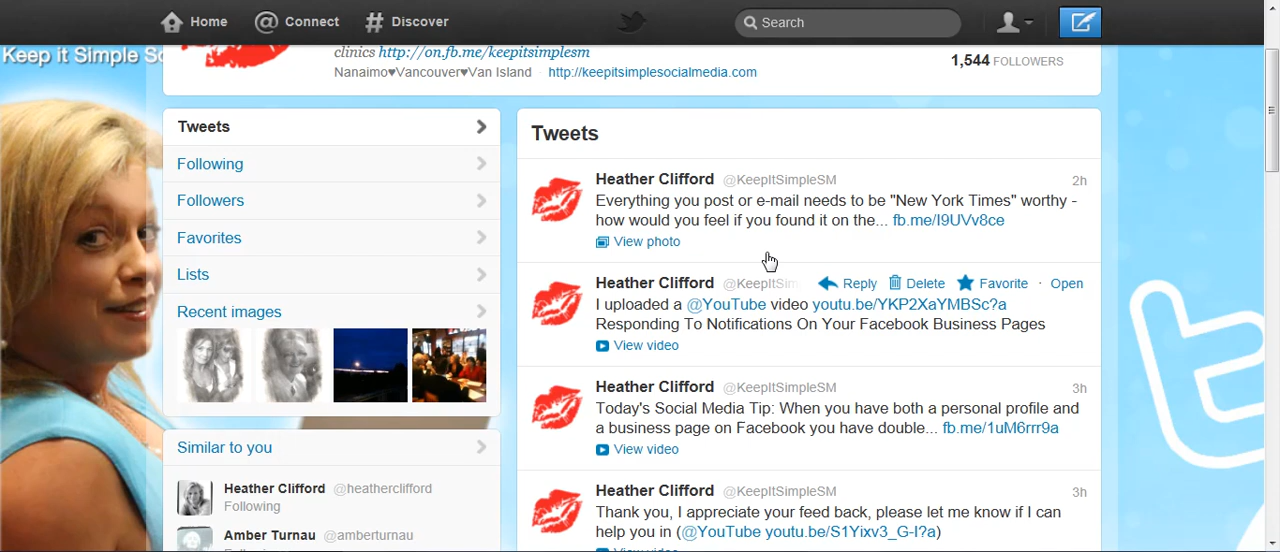 Home
Connect
Discover
Search
Keep it Simple So
clinics http://on.fb.me/keepitsimplesm
Nanaimo♥Vancouver♥Van Island · http://keepitsimplesocialmedia.com
1,544 FOLLOWERS
Tweets
Following
Followers
Favorites
Lists
Recent images
Similar to you
Heather Clifford @heatherclifford
Following
Amber Turnau @amberturnau
Tweets
Heather Clifford @KeepItSimpleSM 2h
Everything you post or e-mail needs to be "New York Times" worthy -
how would you feel if you found it on the... fb.me/I9UVv8ce
View photo
Heather Clifford @KeepItSim Reply Delete Favorite · Open
I uploaded a @YouTube video youtu.be/YKP2XaYMBSc?a
Responding To Notifications On Your Facebook Business Pages
View video
Heather Clifford @KeepItSimpleSM 3h
Today's Social Media Tip: When you have both a personal profile and
a business page on Facebook you have double... fb.me/1uM6rrr9a
View video
Heather Clifford @KeepItSimpleSM 3h
Thank you, I appreciate your feed back, please let me know if I can
help you in (@YouTube youtu.be/S1Yixv3_G-I?a)